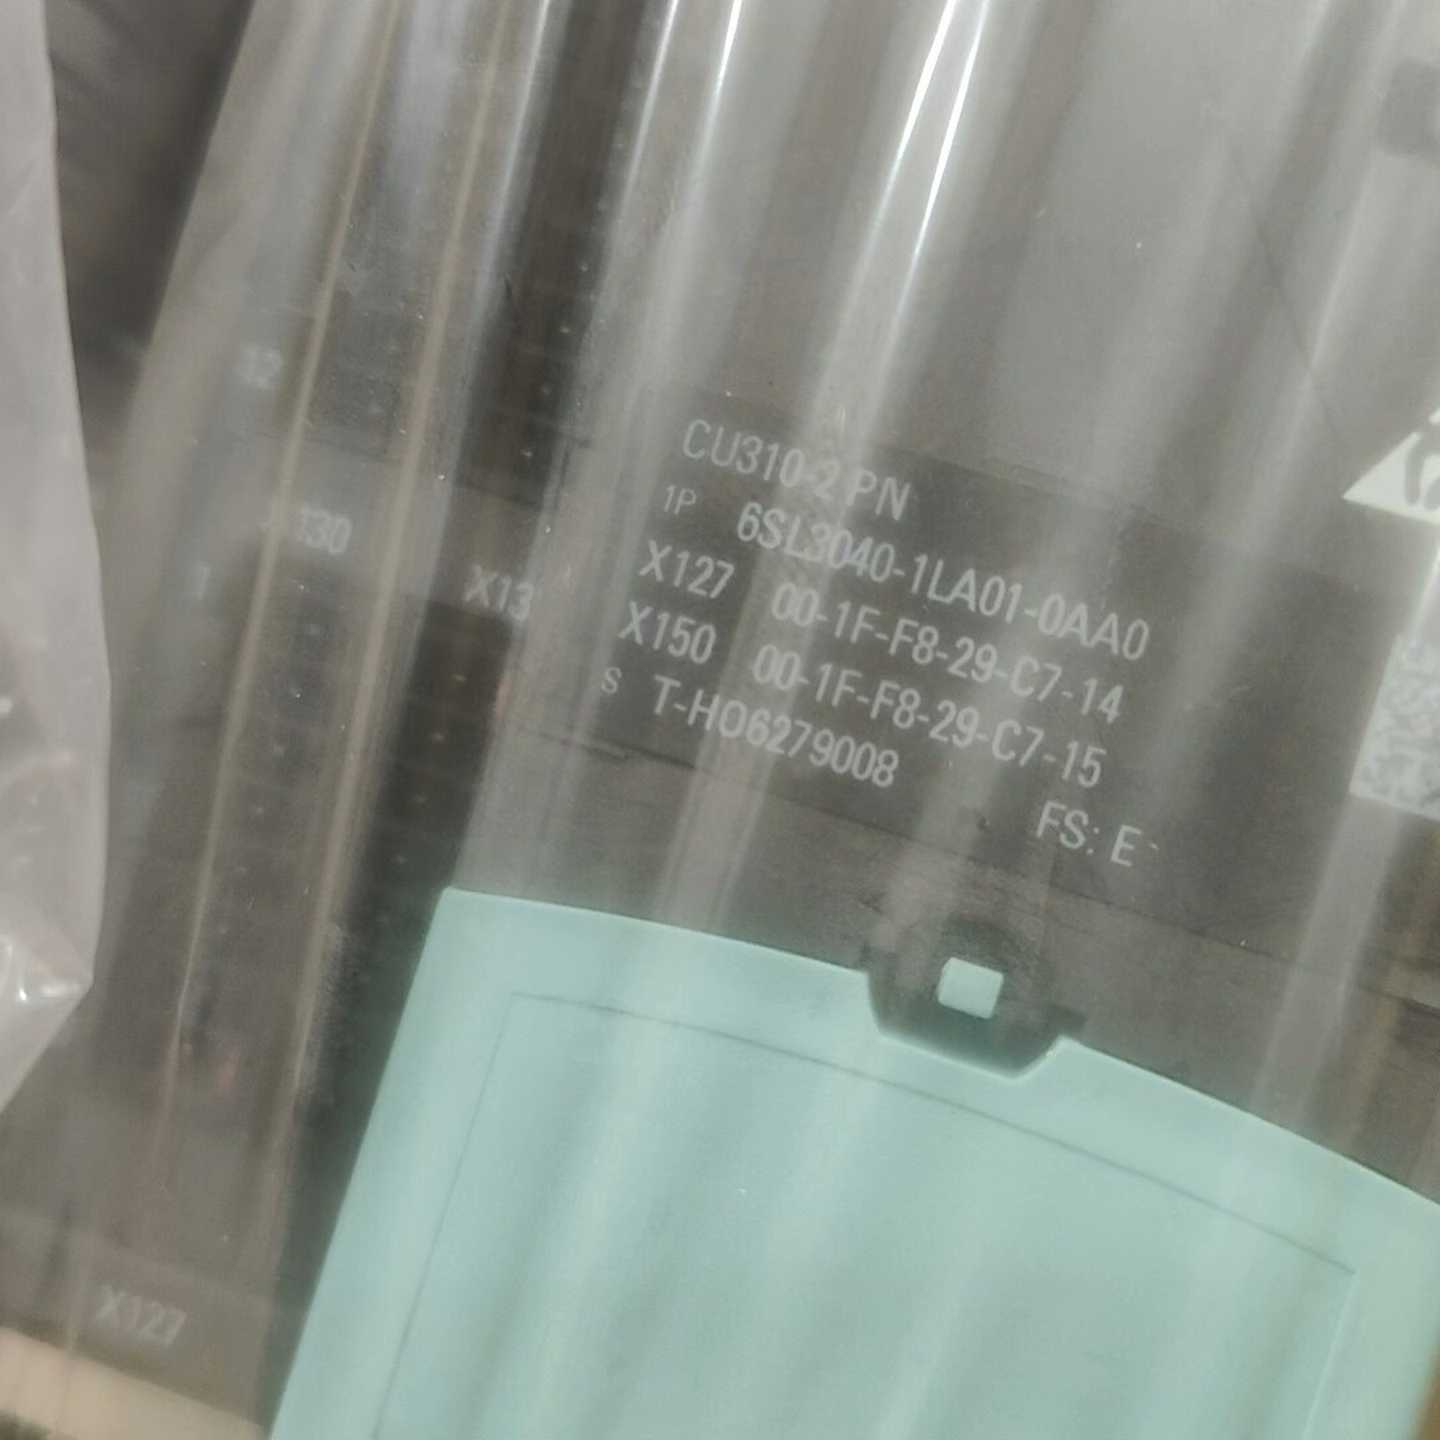 CU310-2 PN
1P 6SL3040-1LA01-0AA0
X127 00-1F-F8-29-C7-14
X150 00-1F-F8-29-C7-15
S T-HO6279008
FS: E
X13
X127